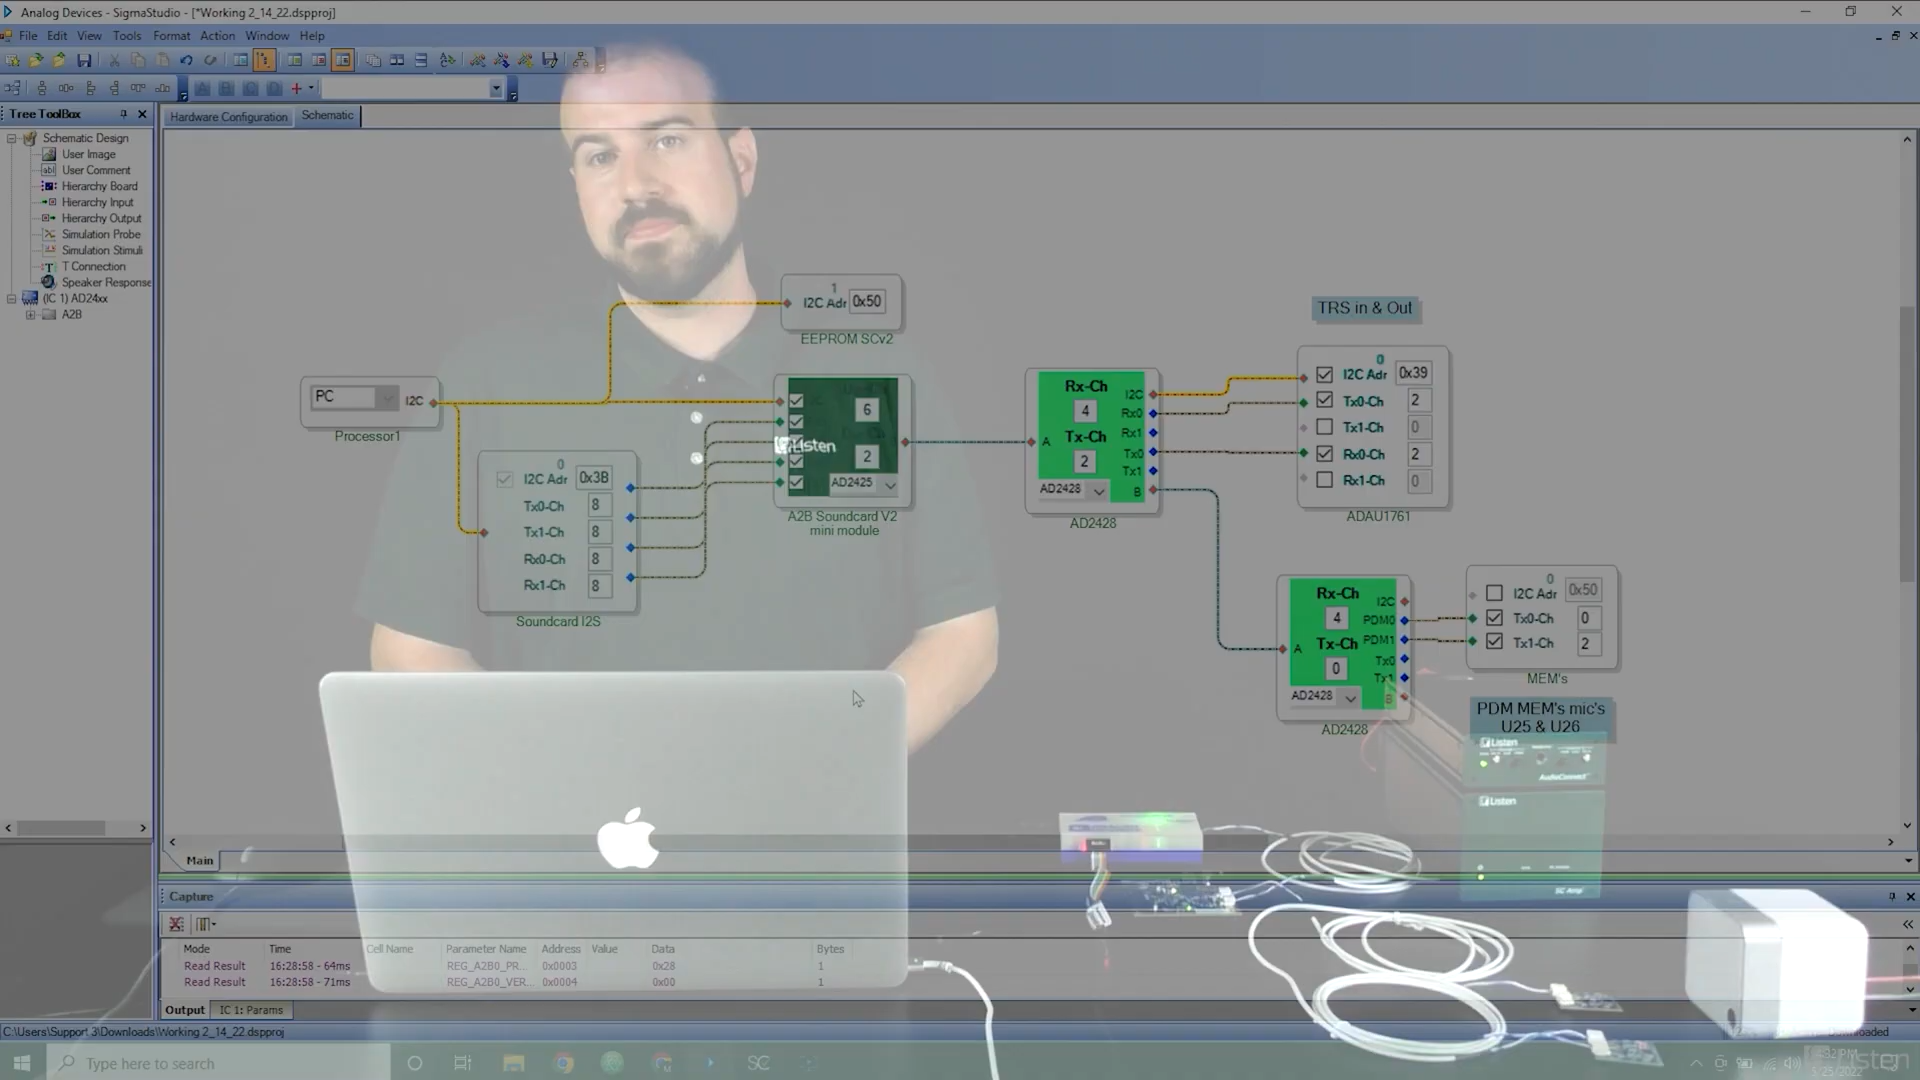 Analog Devices - SigmaStudio - [*Working 2_14_22.dspproj]
File Edit View Tools Format Action Window Help
Tree ToolBox
Hardware Configuration Schematic
Schematic Design
User Image
User Comment
Hierarchy Board
Hierarchy Input
Hierarchy Output
Simulation Probe
Simulation Stimuli
T Connection
Speaker Response
(IC 1) AD24xx
A2B
PC
I2C
Processor1
1
I2C Adr 0x50
EEPROM SCv2
0
I2C Adr 0x3B
Tx0-Ch 8
Tx1-Ch 8
Rx0-Ch 8
Rx1-Ch 8
Soundcard I2S
6
Listen
2
AD2425
A2B Soundcard V2
mini module
Rx-Ch
4
Tx-Ch
2
AD2428
A
I2C
Rx0
Rx1
Tx0
Tx1
B
AD2428
TRS in & Out
0
I2C Adr 0x39
Tx0-Ch 2
Tx1-Ch 0
Rx0-Ch 2
Rx1-Ch 0
ADAU1761
Rx-Ch
4
Tx-Ch
0
AD2428
A
I2C
PDM0
PDM1
Tx0
Tx1
B
AD2428
0
I2C Adr 0x50
Tx0-Ch 0
Tx1-Ch 2
MEM's
PDM MEM's mic's
U25 & U26
Listen
AudioConnect
Listen
SC Amp
Main
Capture
Mode Time Cell Name Parameter Name Address Value Data Bytes
Read Result 16:28:58 - 64ms REG_A2B0_PR... 0x0003 0x28 1
Read Result 16:28:58 - 71ms REG_A2B0_VER... 0x0004 0x00 1
Output IC 1: Params
C:\Users\Support 3\Downloads\Working 2_14_22.dspproj
Type here to search
SC
Listen